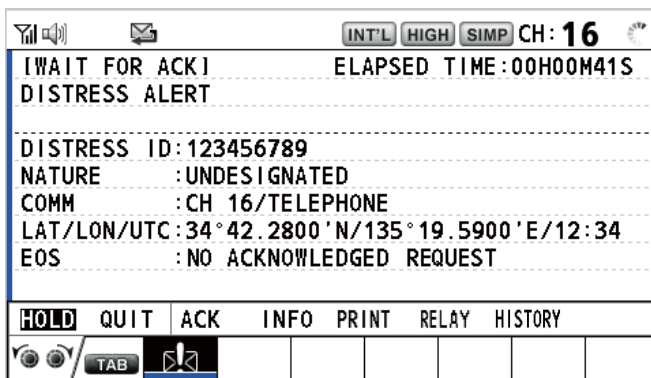 INT'L HIGH SIMP CH: 16
[WAIT FOR ACK] ELAPSED TIME:00H00M41S
DISTRESS ALERT
DISTRESS ID:123456789
NATURE :UNDESIGNATED
COMM :CH 16/TELEPHONE
LAT/LON/UTC:34°42.2800'N/135°19.5900'E/12:34
EOS :NO ACKNOWLEDGED REQUEST
HOLD QUIT ACK INFO PRINT RELAY HISTORY
TAB